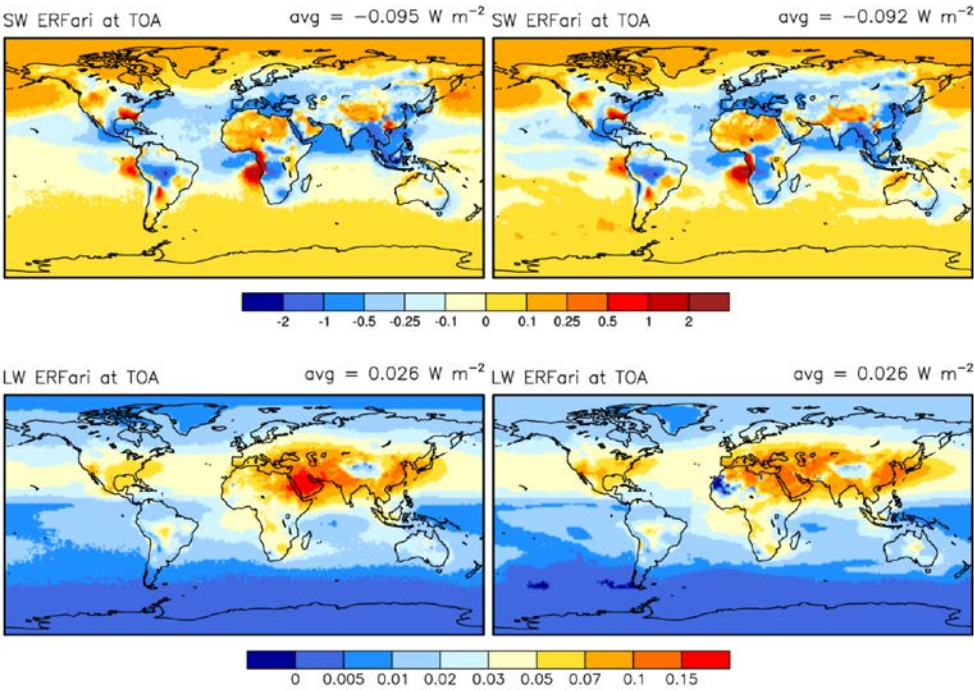 SW ERFari at TOA avg = −0.095 W m⁻²
SW ERFari at TOA avg = −0.092 W m⁻²
-2 -1 -0.5 -0.25 -0.1 0 0.1 0.25 0.5 1 2
LW ERFari at TOA avg = 0.026 W m⁻²
LW ERFari at TOA avg = 0.026 W m⁻²
0 0.005 0.01 0.02 0.03 0.05 0.07 0.1 0.15